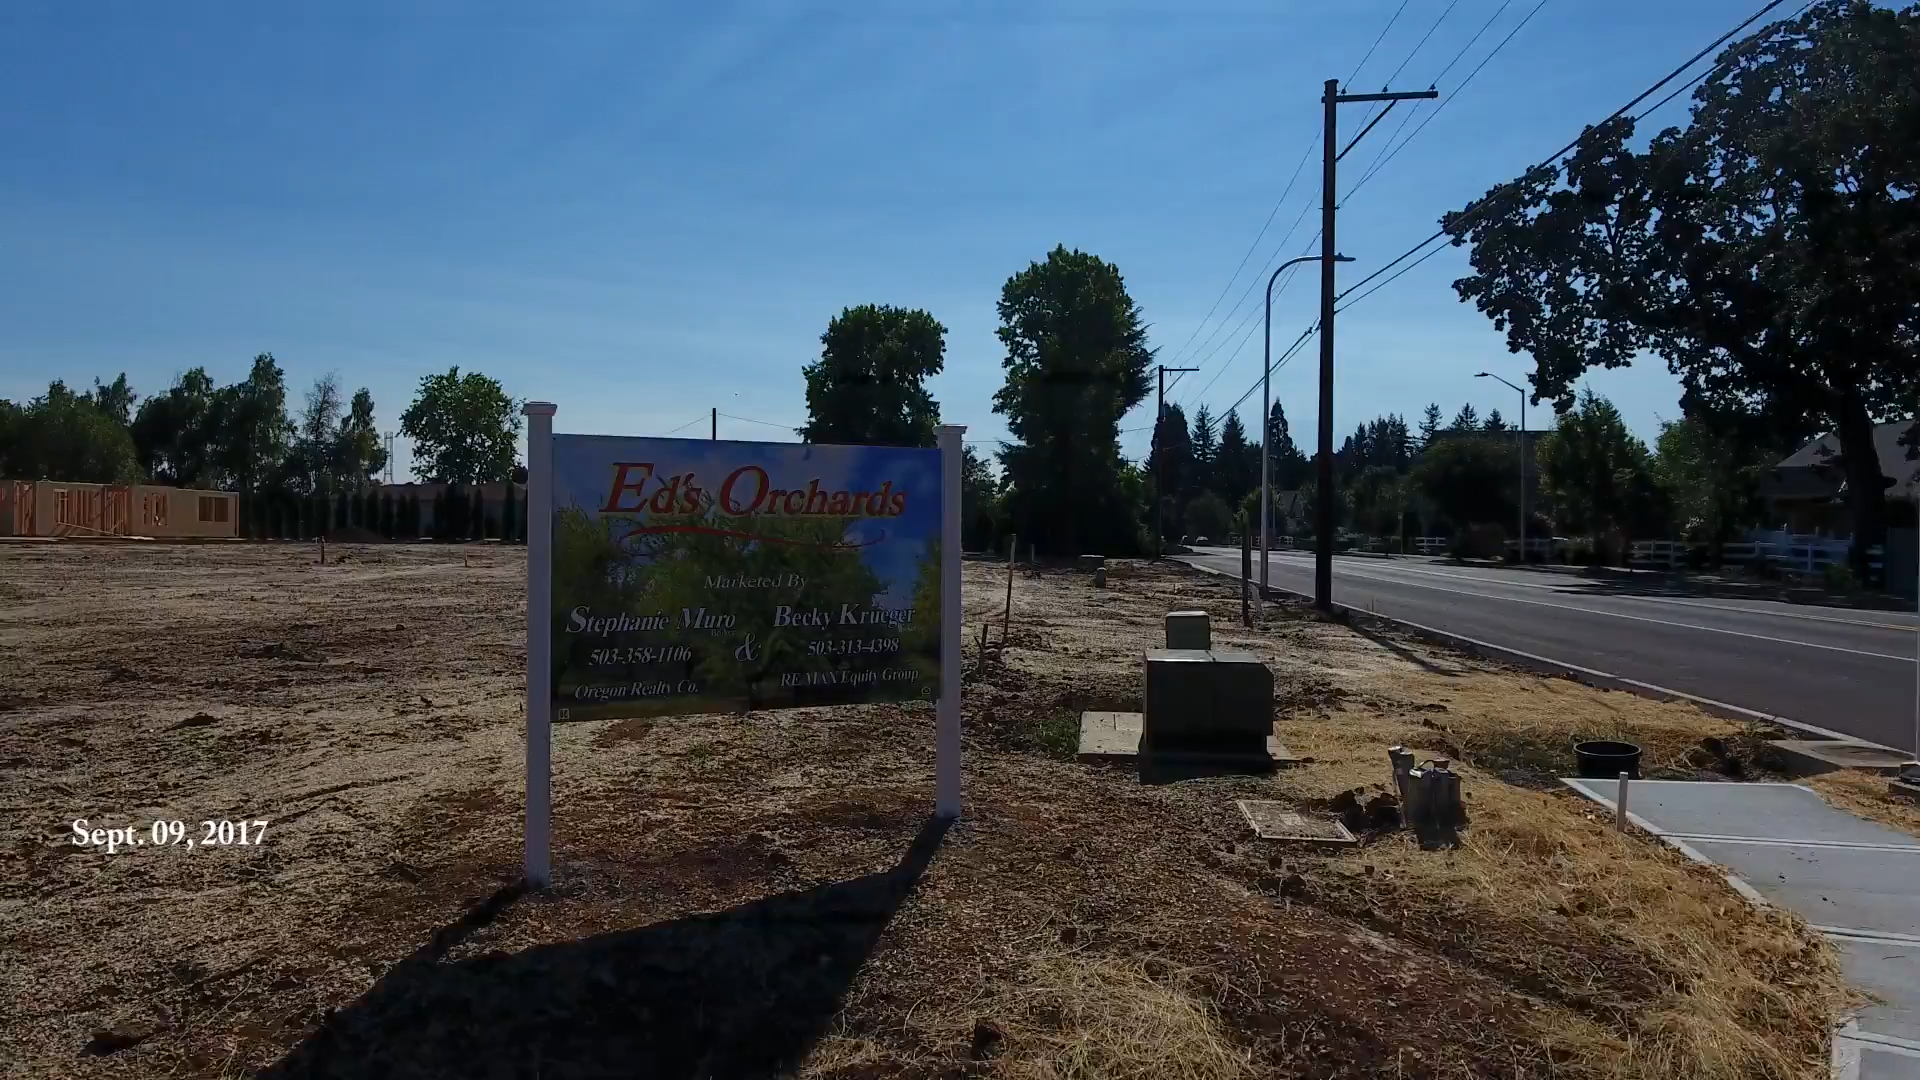 Ed's Orchards
Marketed By
Stephanie Muro
503-358-1106
Oregon Realty Co.
&
Becky Krueger
503-313-4398
RE/MAX Equity Group
Sept. 09, 2017